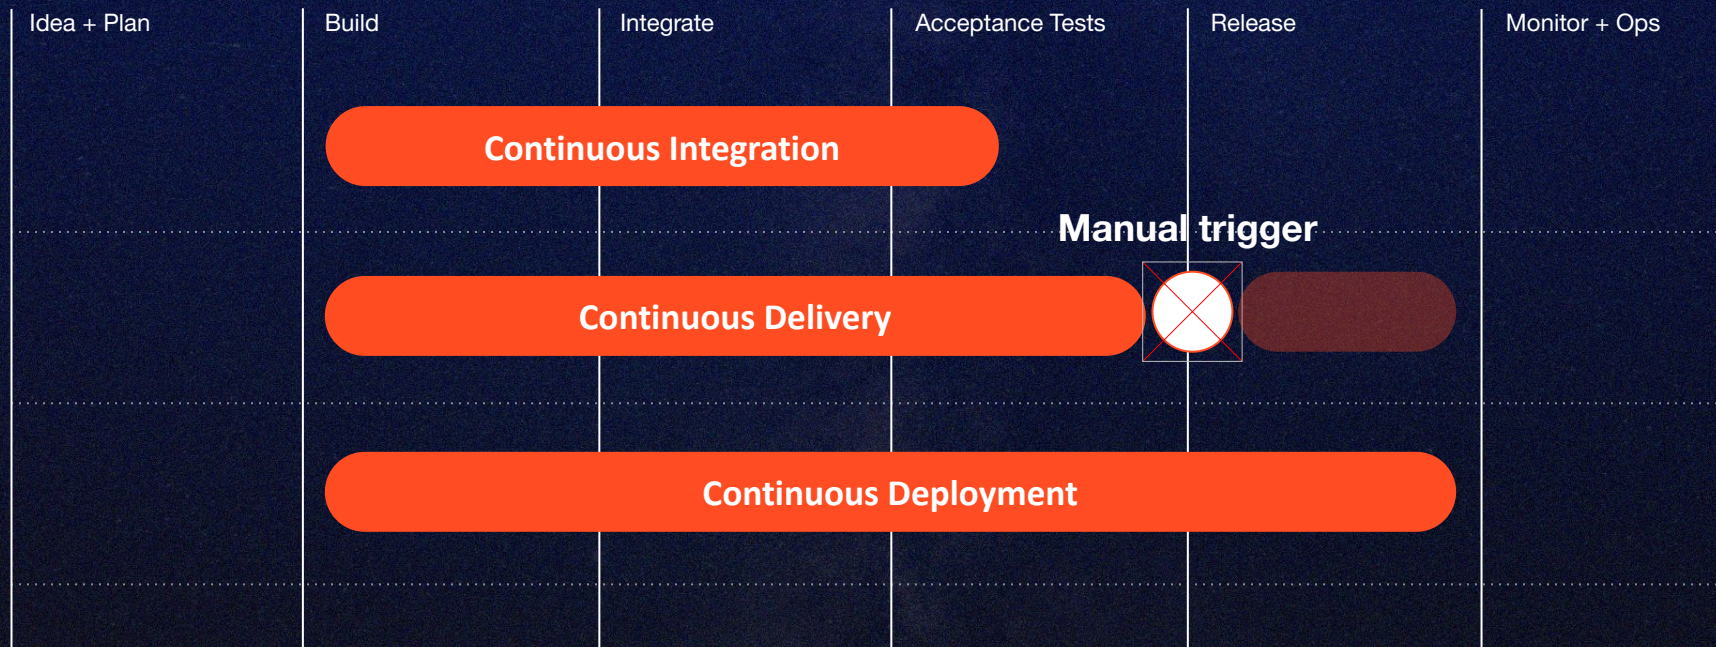 Idea + Plan
Build
Integrate
Acceptance Tests
Release
Monitor + Ops
Continuous Integration
Manual trigger
Continuous Delivery
Continuous Deployment